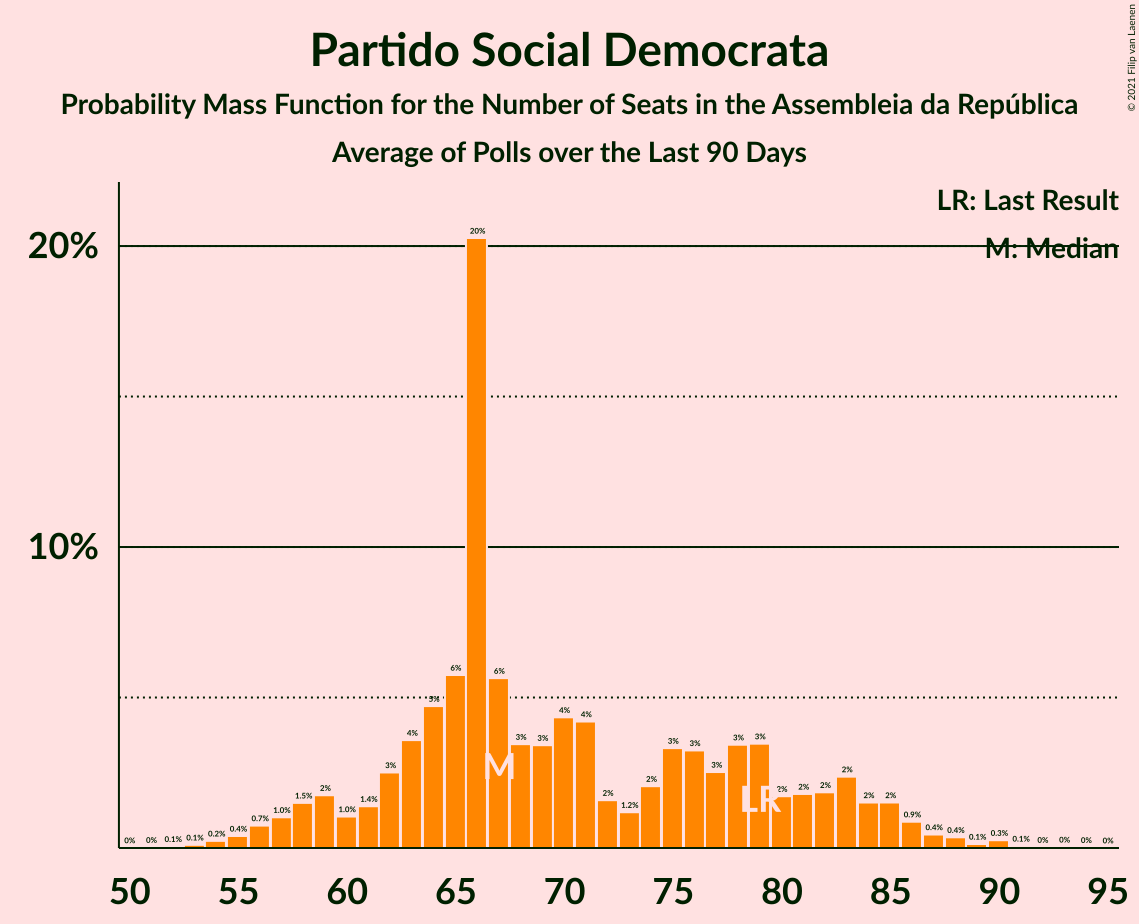 Partido Social Democrata
Probability Mass Function for the Number of Seats in the Assembleia da República
Average of Polls over the Last 90 Days
© 2021 Filip van Laenen
LR: Last Result
M: Median
20%
10%
0% 0% 0.1% 0.1% 0.2% 0.4% 0.7% 1.0% 1.5% 2% 1.0% 1.4% 3% 4% 5% 6% 20% 6% 3% 3% 4% 4% 2% 1.2% 2% 3% 3% 3% 3% 3% 2% 2% 2% 2% 2% 2% 0.9% 0.4% 0.4% 0.1% 0.3% 0.1% 0% 0% 0% 0%
M
LR
50 55 60 65 70 75 80 85 90 95